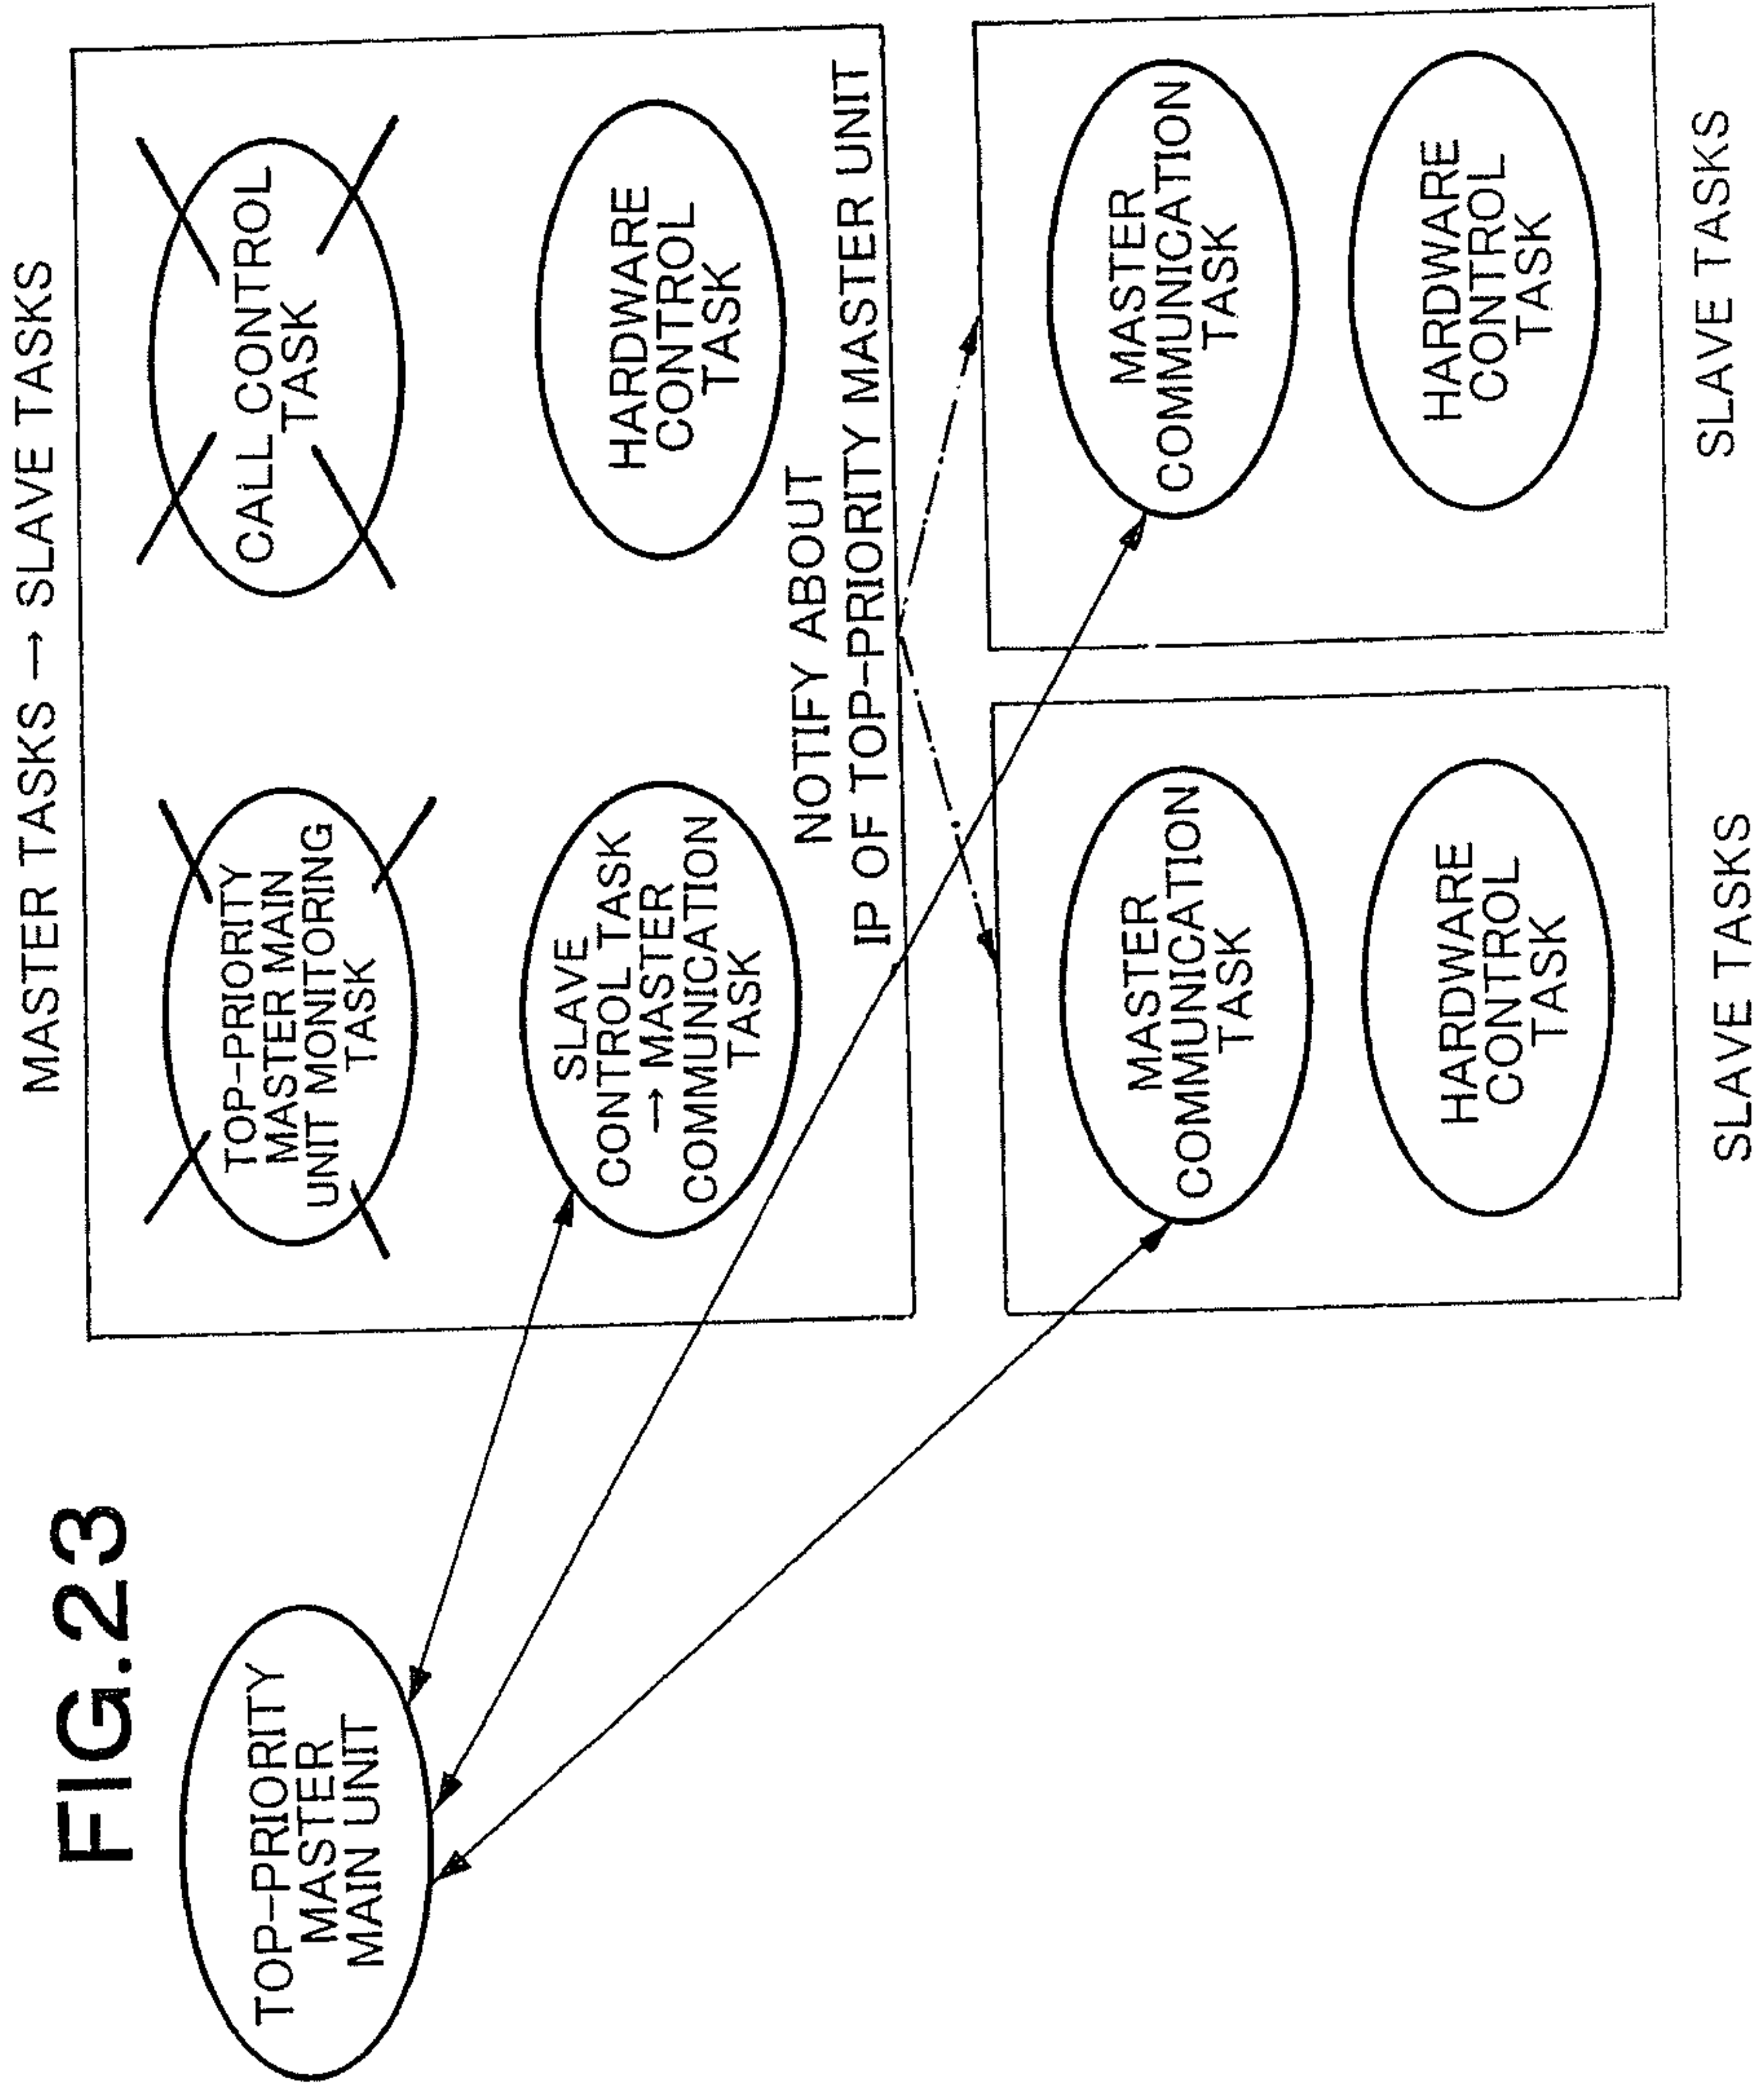 FIG.23
MASTER TASKS → SLAVE TASKS
TOP-PRIORITY
MASTER
MAIN UNIT
TOP-PRIORITY
MASTER MAIN
UNIT MONITORING
TASK
CALL CONTROL
TASK
SLAVE
CONTROL TASK
→ MASTER
COMMUNICATION
TASK
HARDWARE
CONTROL
TASK
NOTIFY ABOUT
IP OF TOP-PRIORITY MASTER UNIT
MASTER
COMMUNICATION
TASK
HARDWARE
CONTROL
TASK
SLAVE TASKS
MASTER
COMMUNICATION
TASK
HARDWARE
CONTROL
TASK
SLAVE TASKS